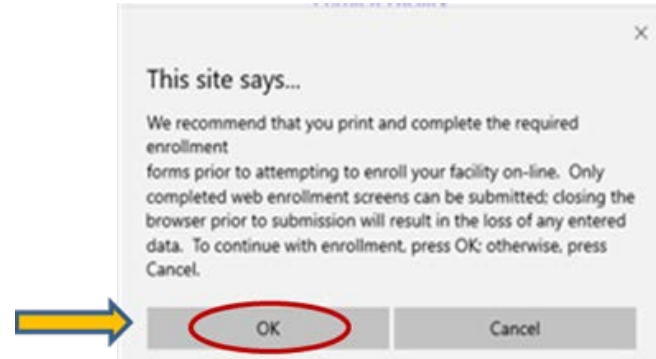 This site says...
We recommend that you print and complete the required
enrollment
forms prior to attempting to enroll your facility on-line. Only
completed web enrollment screens can be submitted; closing the
browser prior to submission will result in the loss of any entered
data. To continue with enrollment, press OK; otherwise, press
Cancel.
OK Cancel